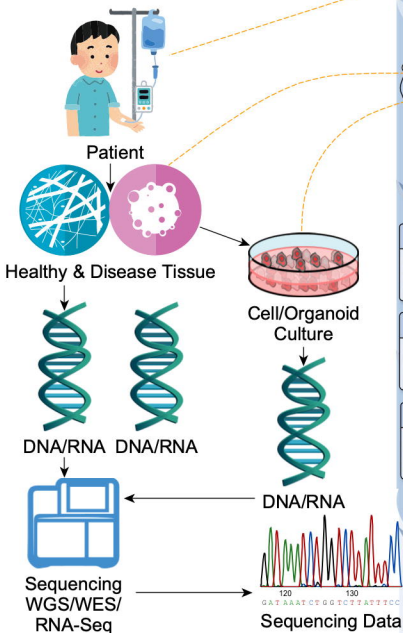 Patient
Healthy & Disease Tissue
Cell/Organoid
Culture
DNA/RNA DNA/RNA
DNA/RNA
Sequencing
WGS/WES/
RNA-Seq
120 130
GATAAATCTGGTCTTATTTCC
Sequencing Data